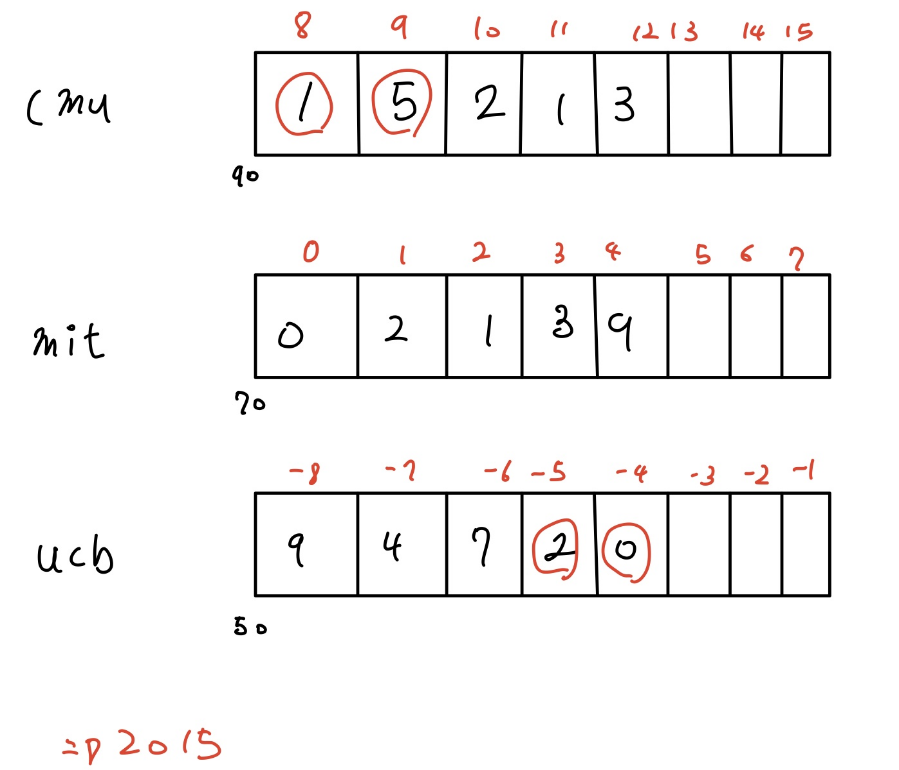 8 9 10 11 12 13 14 15
cmu 1 5 2 1 3
90
0 1 2 3 4 5 6 7
mit 0 2 1 3 9
70
-8 -7 -6 -5 -4 -3 -2 -1
ucb 9 4 7 2 0
50
⇒ 2015